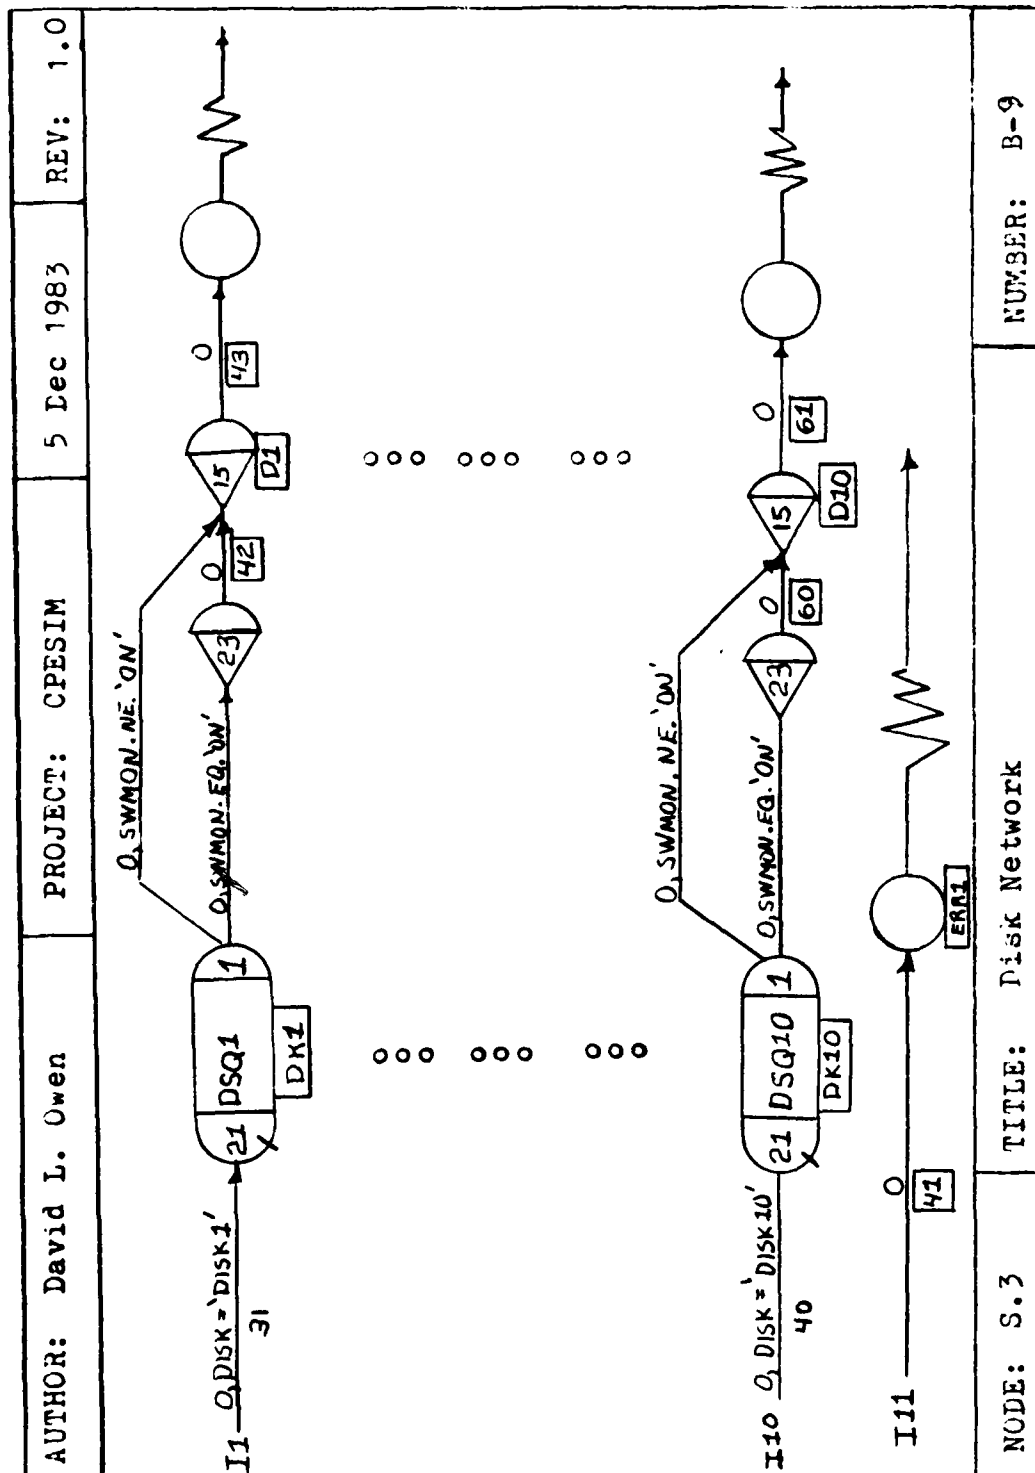 AUTHOR: David L. Owen
PROJECT: CPESIM
5 Dec 1983
REV: 1.0
0, SWMON.NE.'ON'
I1
0, DISK='DISK1'
31
21
DSQ1
1
DK1
0, SWMON.EQ.'ON'
23
0
42
15
D1
0
43
0, SWMON.NE.'ON'
I10
0, DISK='DISK10'
40
21
DSQ10
1
DK10
0, SWMON.EQ.'ON'
23
0
60
15
D10
0
61
I11
0
41
ERR1
NODE: S.3
TITLE: Disk Network
NUMBER: B-9